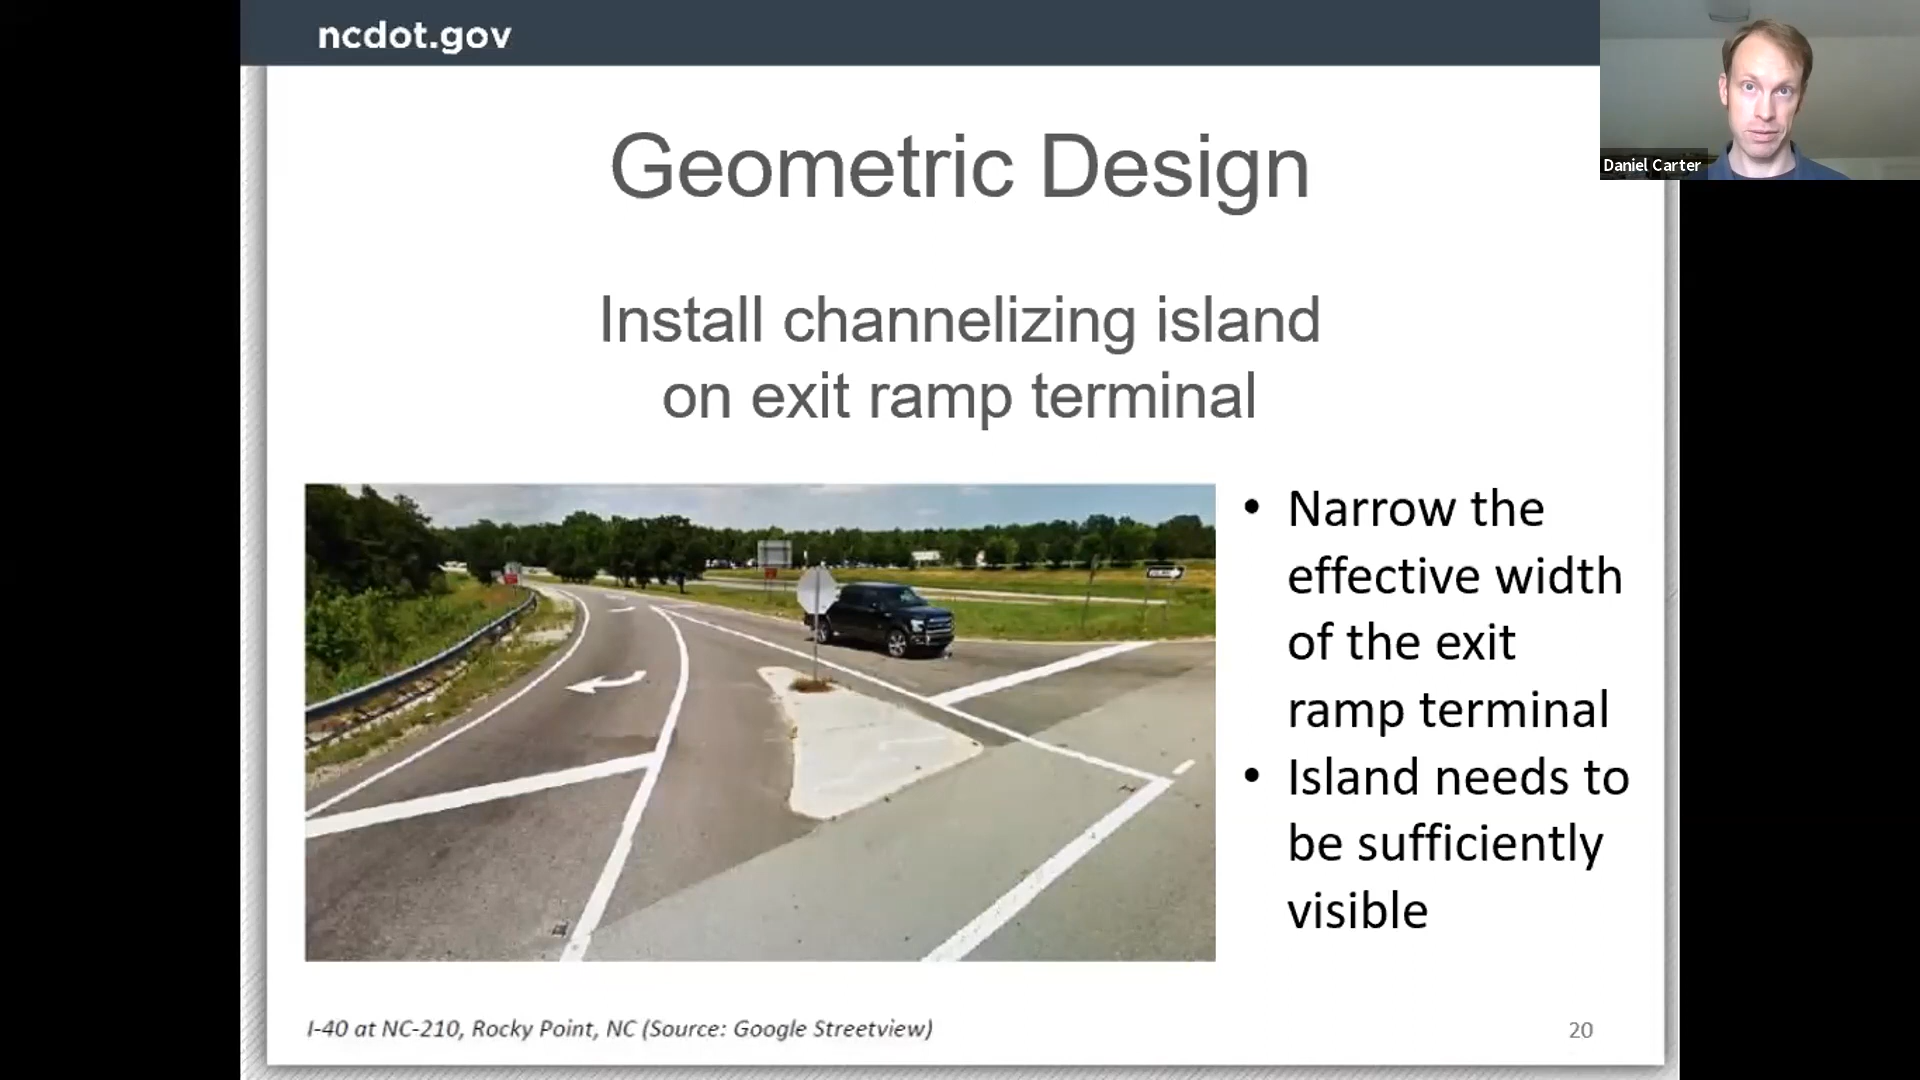 ncdot.gov
Daniel Carter
Geometric Design
Install channelizing island
on exit ramp terminal
• Narrow the
effective width
of the exit
ramp terminal
• Island needs to
be sufficiently
visible
I-40 at NC-210, Rocky Point, NC (Source: Google Streetview)
20